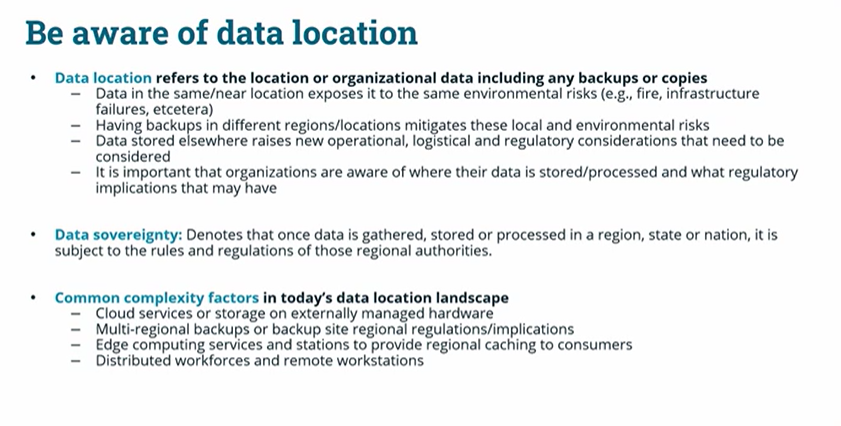 Be aware of data location
• Data location refers to the location or organizational data including any backups or copies
– Data in the same/near location exposes it to the same environmental risks (e.g., fire, infrastructure
failures, etcetera)
– Having backups in different regions/locations mitigates these local and environmental risks
– Data stored elsewhere raises new operational, logistical and regulatory considerations that need to be
considered
– It is important that organizations are aware of where their data is stored/processed and what regulatory
implications that may have
• Data sovereignty: Denotes that once data is gathered, stored or processed in a region, state or nation, it is
subject to the rules and regulations of those regional authorities.
• Common complexity factors in today's data location landscape
– Cloud services or storage on externally managed hardware
– Multi-regional backups or backup site regional regulations/implications
– Edge computing services and stations to provide regional caching to consumers
– Distributed workforces and remote workstations